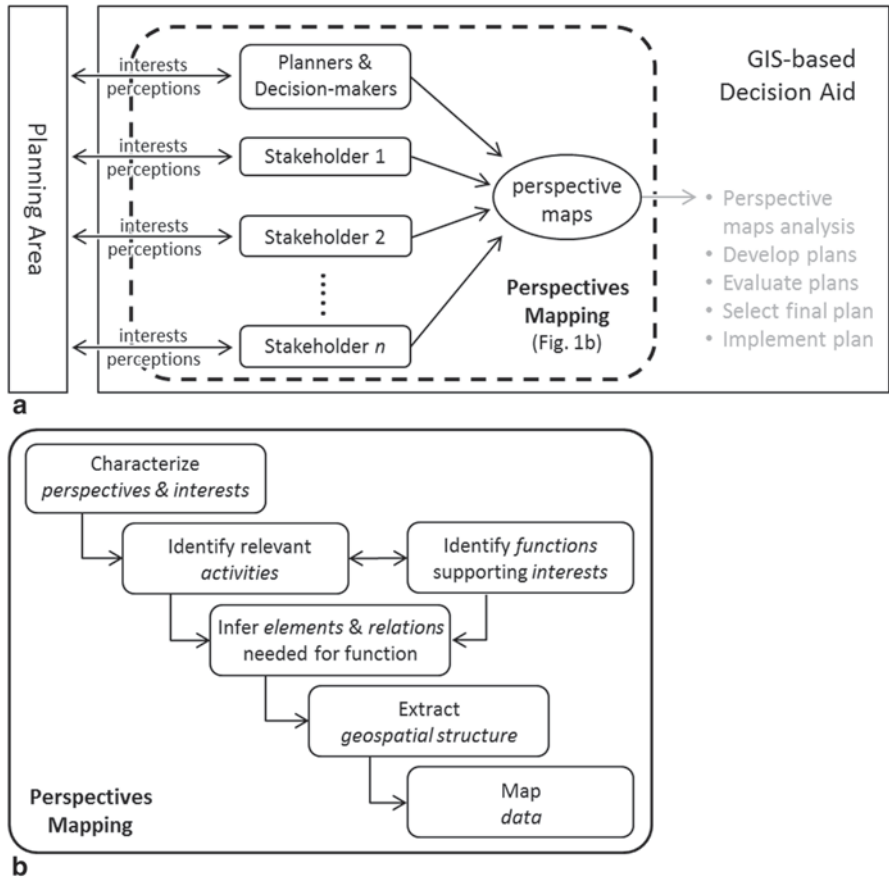 Planning Area
interests
perceptions
Planners &
Decision-makers
interests
perceptions
Stakeholder 1
interests
perceptions
Stakeholder 2
interests
perceptions
Stakeholder n
perspective
maps
Perspectives
Mapping
(Fig. 1b)
GIS-based
Decision Aid
• Perspective
maps analysis
• Develop plans
• Evaluate plans
• Select final plan
• Implement plan
a
Characterize
perspectives & interests
Identify relevant
activities
Identify functions
supporting interests
Infer elements & relations
needed for function
Extract
geospatial structure
Map
data
Perspectives
Mapping
b